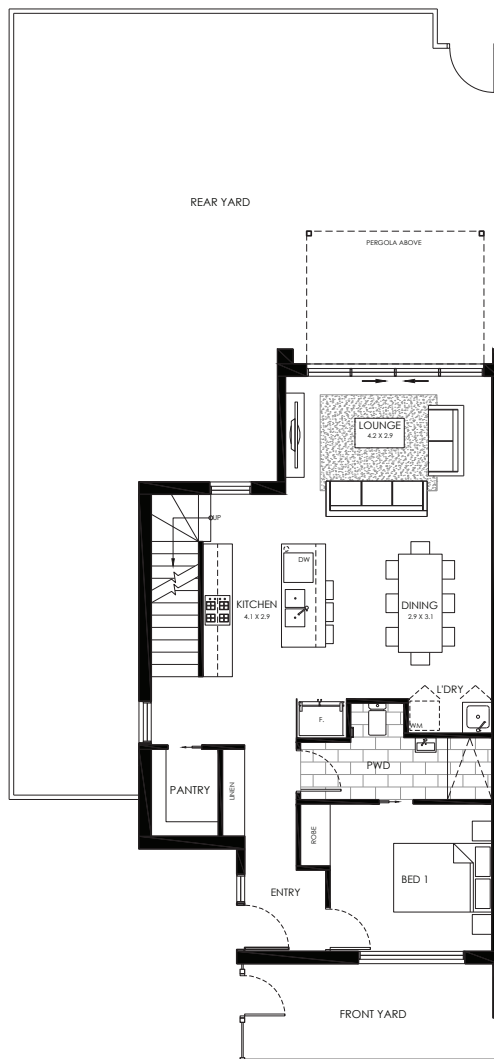 REAR YARD
PERGOLA ABOVE
LOUNGE
4.2 X 2.9
UP
DW
KITCHEN
4.1 X 2.9
DINING
2.9 X 3.1
L'DRY
F.
WM
PWD
PANTRY
LINEN
ROBE
BED 1
ENTRY
FRONT YARD